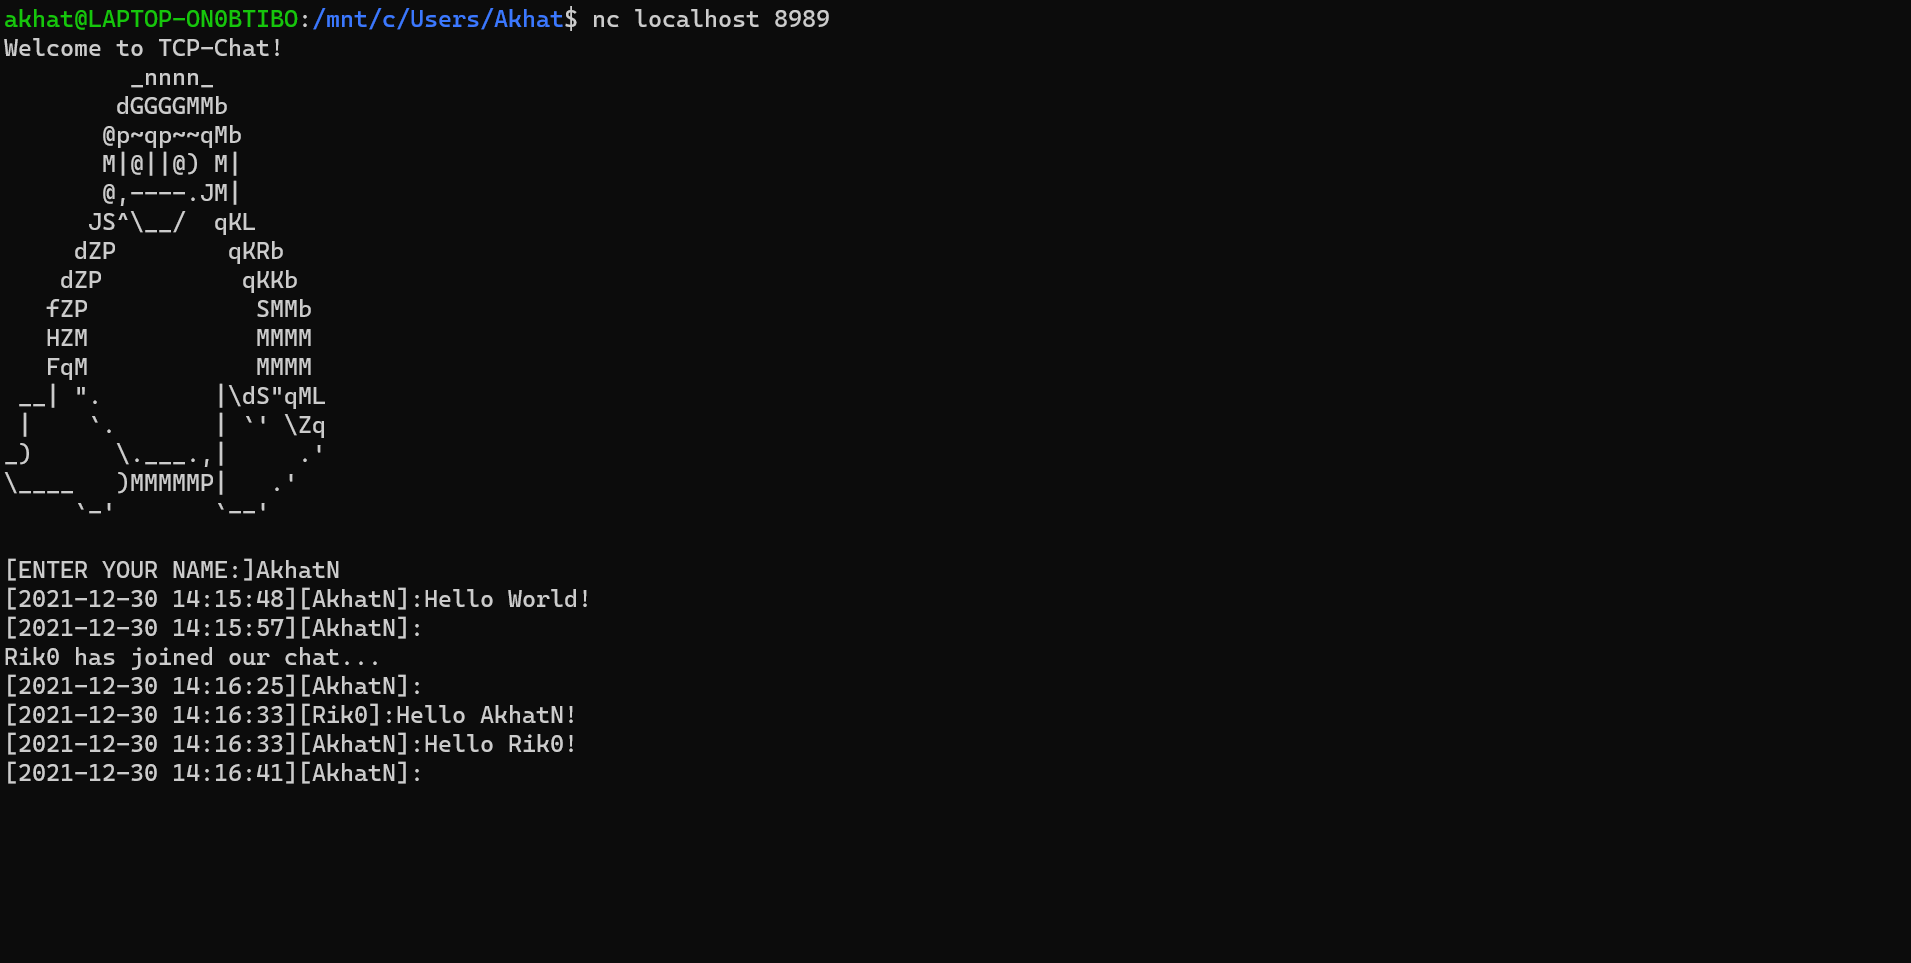 akhat@LAPTOP-ON0BTIBO:/mnt/c/Users/Akhat$ nc localhost 8989
Welcome to TCP-Chat!
         _nnnn_
        dGGGGMMb
       @p~qp~~qMb
       M|@||@) M|
       @,----.JM|
      JS^\__/  qKL
     dZP        qKRb
    dZP          qKKb
   fZP            SMMb
   HZM            MMMM
   FqM            MMMM
 __| ".        |\dS"qML
 |    `.       | `' \Zq
_)      \.___.,|     .'
\____   )MMMMMP|   .'
     `-'       `--'
[ENTER YOUR NAME:]AkhatN
[2021-12-30 14:15:48][AkhatN]:Hello World!
[2021-12-30 14:15:57][AkhatN]:
Rik0 has joined our chat...
[2021-12-30 14:16:25][AkhatN]:
[2021-12-30 14:16:33][Rik0]:Hello AkhatN!
[2021-12-30 14:16:33][AkhatN]:Hello Rik0!
[2021-12-30 14:16:41][AkhatN]: